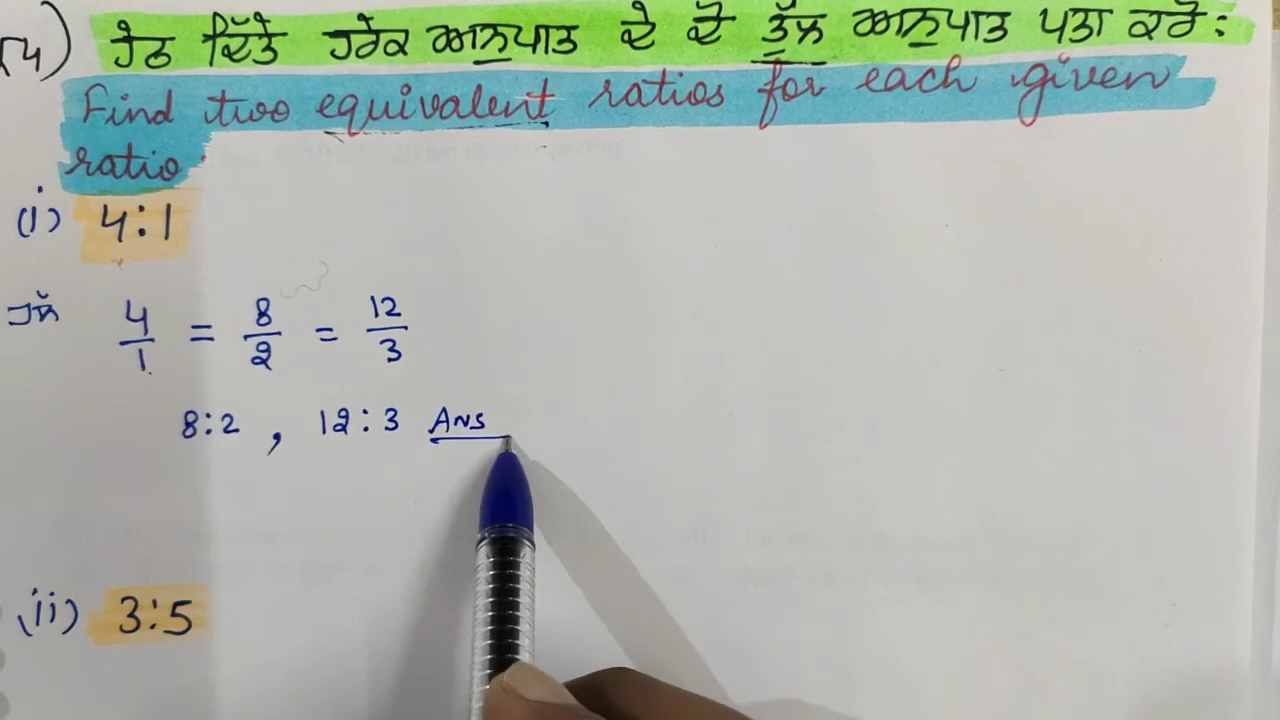 ਹੇਠ ਦਿੱਤੇ ਹਰੇਕ ਅਨੁਪਾਤ ਦੇ ਦੋ ਤੁੱਲ ਅਨੁਪਾਤ ਪਤਾ ਕਰੋ:
Find two equivalent ratios for each given
ratio.
(i) 4:1
ਹੱਲ 4/1 = 8/2 = 12/3
8:2 , 12:3 Ans
(ii) 3:5